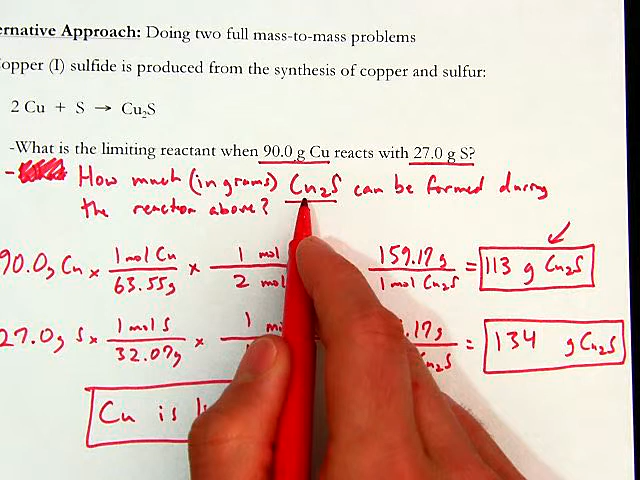 ernative Approach: Doing two full mass-to-mass problems
opper (I) sulfide is produced from the synthesis of copper and sulfur:
2 Cu + S → Cu₂S
-What is the limiting reactant when 90.0 g Cu reacts with 27.0 g S?
- How much (in grams) Cu₂S can be formed during
the reaction above?
90.0g Cu × 1 mol Cu / 63.55g × 1 mol / 2 mol 159.17g / 1 mol Cu₂S = 113 g Cu₂S
27.0g S × 1 mol S / 32.07g × 1 .17g / Cu₂S = 134 g Cu₂S
Cu is